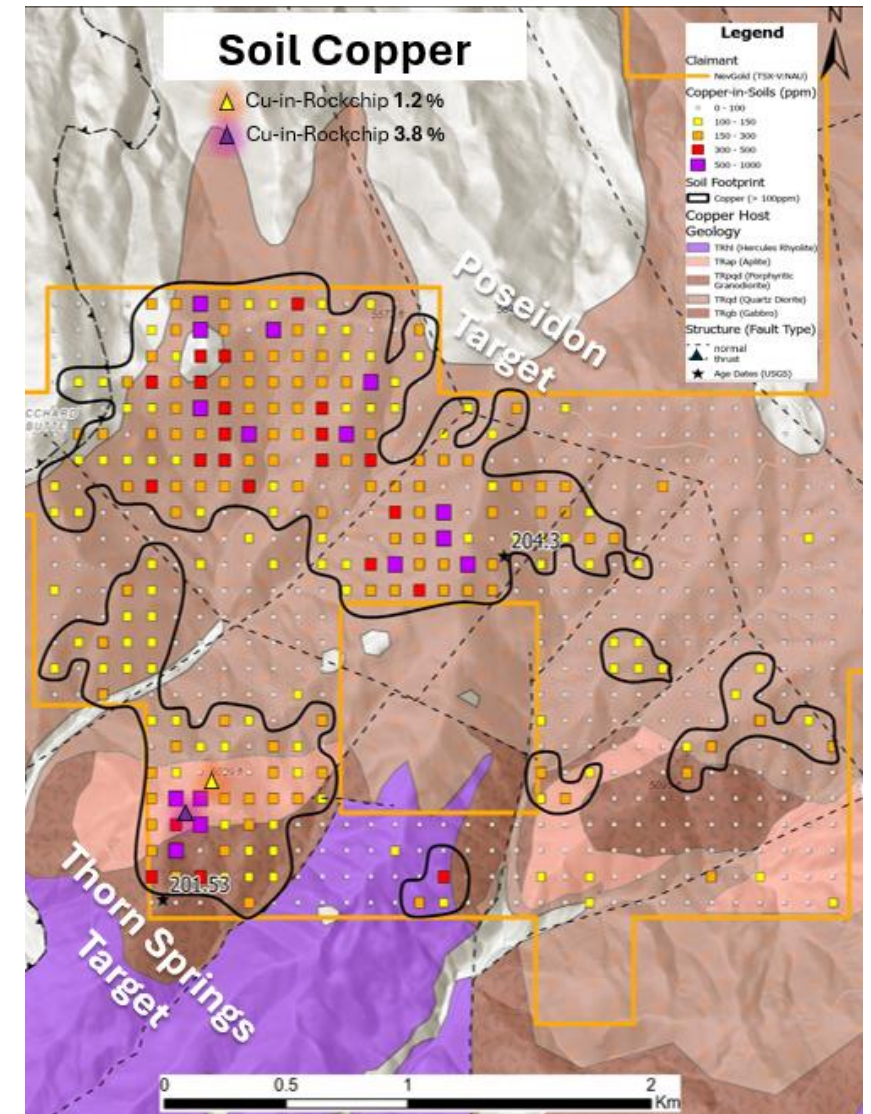 Soil Copper
Cu-in-Rockchip 1.2 %
Cu-in-Rockchip 3.8 %
N
Legend
Claimant
NevGold (TSX-V:NAU)
Copper-in-Soils (ppm)
0 - 100
100 - 150
150 - 300
300 - 500
500 - 1000
Soil Footprint
Copper (> 100ppm)
Copper Host
Geology
TRhl (Hercules Rhyolite)
TRap (Aplite)
TRpqd (Porphyritic
Granodiorite)
TRqd (Quartz Diorite)
TRgb (Gabbro)
Structure (Fault Type)
normal
thrust
Age Dates (USGS)
Poseidon
Target
BUTTE
204.3
201.53
Thorn Springs
Target
0 0.5 1 2
Km